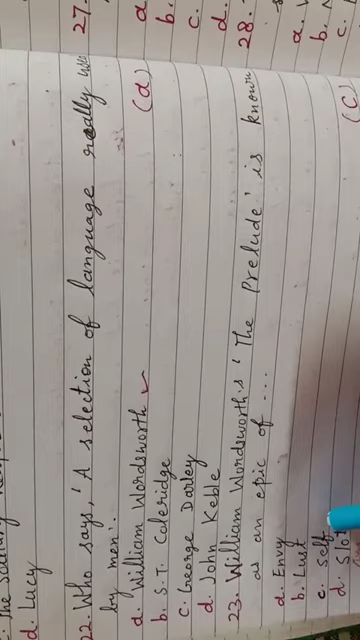 d. Lucy
22. Who says, 'A selection of language really used
by men'.
(a)
a. William Wordsworth ✓
b. S.T. Coleridge
c. George Darley
d. John Keble
23. William Wordsworth's 'The Prelude' is known
as an epic of ...
a. Envy
b. Lust
c. Self
(c)
27.
a
b.
c.
d.
28.
a.
b.
c.